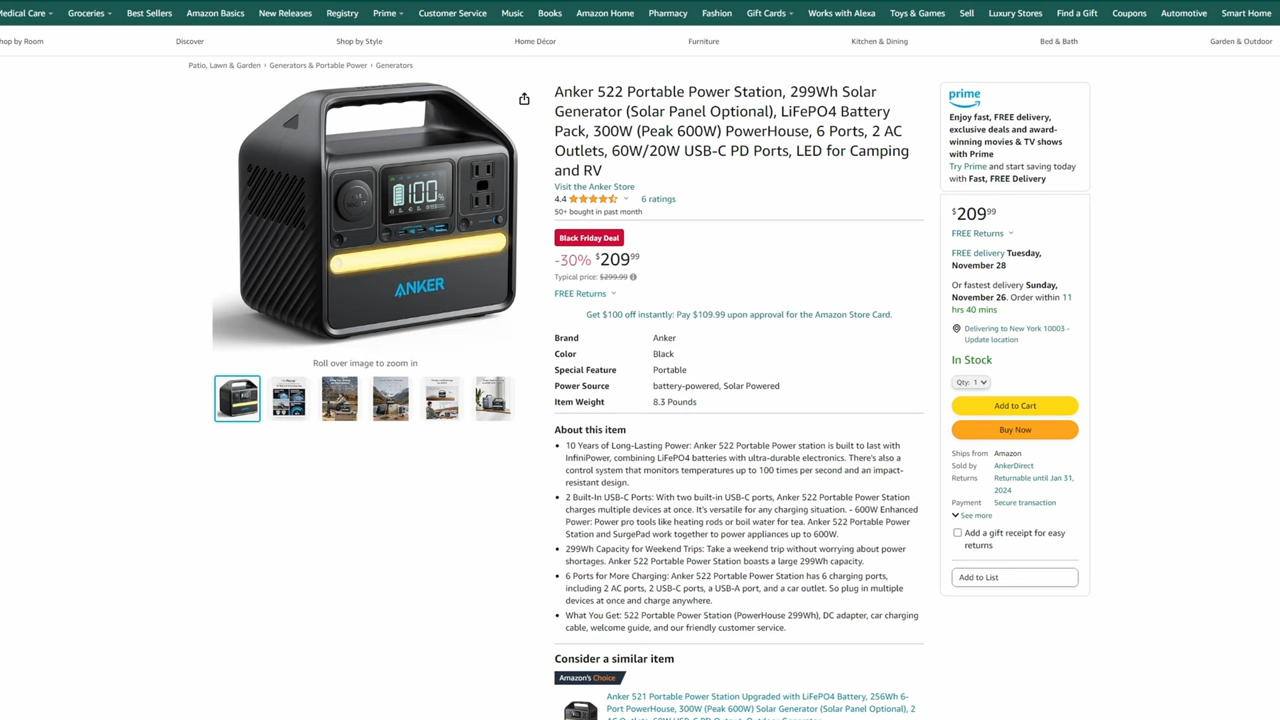 Medical Care
Groceries
Best Sellers
Amazon Basics
New Releases
Registry
Prime
Customer Service
Music
Books
Amazon Home
Pharmacy
Fashion
Gift Cards
Works with Alexa
Toys & Games
Sell
Luxury Stores
Find a Gift
Coupons
Automotive
Smart Home
hop by Room
Discover
Shop by Style
Home Décor
Furniture
Kitchen & Dining
Bed & Bath
Garden & Outdoor
Patio, Lawn & Garden › Generators & Portable Power › Generators
100%
ANKER
Roll over image to zoom in
Anker 522 Portable Power Station, 299Wh Solar
Generator (Solar Panel Optional), LiFePO4 Battery
Pack, 300W (Peak 600W) PowerHouse, 6 Ports, 2 AC
Outlets, 60W/20W USB-C PD Ports, LED for Camping
and RV
Visit the Anker Store
4.4 6 ratings
50+ bought in past month
Black Friday Deal
-30% $209 99
Typical price: $299.99
FREE Returns
Get $100 off instantly: Pay $109.99 upon approval for the Amazon Store Card.
Brand Anker
Color Black
Special Feature Portable
Power Source battery-powered, Solar Powered
Item Weight 8.3 Pounds
About this item
• 10 Years of Long-Lasting Power: Anker 522 Portable Power station is built to last with
InfiniPower, combining LiFePO4 batteries with ultra-durable electronics. There's also a
control system that monitors temperatures up to 100 times per second and an impact-
resistant design.
• 2 Built-In USB-C Ports: With two built-in USB-C ports, Anker 522 Portable Power Station
charges multiple devices at once. It's versatile for any charging situation. - 600W Enhanced
Power: Power pro tools like heating rods or boil water for tea. Anker 522 Portable Power
Station and SurgePad work together to power appliances up to 600W.
• 299Wh Capacity for Weekend Trips: Take a weekend trip without worrying about power
shortages. Anker 522 Portable Power Station boasts a large 299Wh capacity.
• 6 Ports for More Charging: Anker 522 Portable Power Station has 6 charging ports,
including 2 AC ports, 2 USB-C ports, a USB-A port, and a car outlet. So plug in multiple
devices at once and charge anywhere.
• What You Get: 522 Portable Power Station (PowerHouse 299Wh), DC adapter, car charging
cable, welcome guide, and our friendly customer service.
Consider a similar item
Amazon's Choice
Anker 521 Portable Power Station Upgraded with LiFePO4 Battery, 256Wh 6-
Port PowerHouse, 300W (Peak 600W) Solar Generator (Solar Panel Optional), 2
prime
Enjoy fast, FREE delivery,
exclusive deals and award-
winning movies & TV shows
with Prime
Try Prime and start saving today
with Fast, FREE Delivery
$209 99
FREE Returns
FREE delivery Tuesday,
November 28
Or fastest delivery Sunday,
November 26. Order within 11
hrs 40 mins
Delivering to New York 10003 -
Update location
In Stock
Qty: 1
Add to Cart
Buy Now
Ships from Amazon
Sold by AnkerDirect
Returns Returnable until Jan 31,
2024
Payment Secure transaction
See more
Add a gift receipt for easy
returns
Add to List